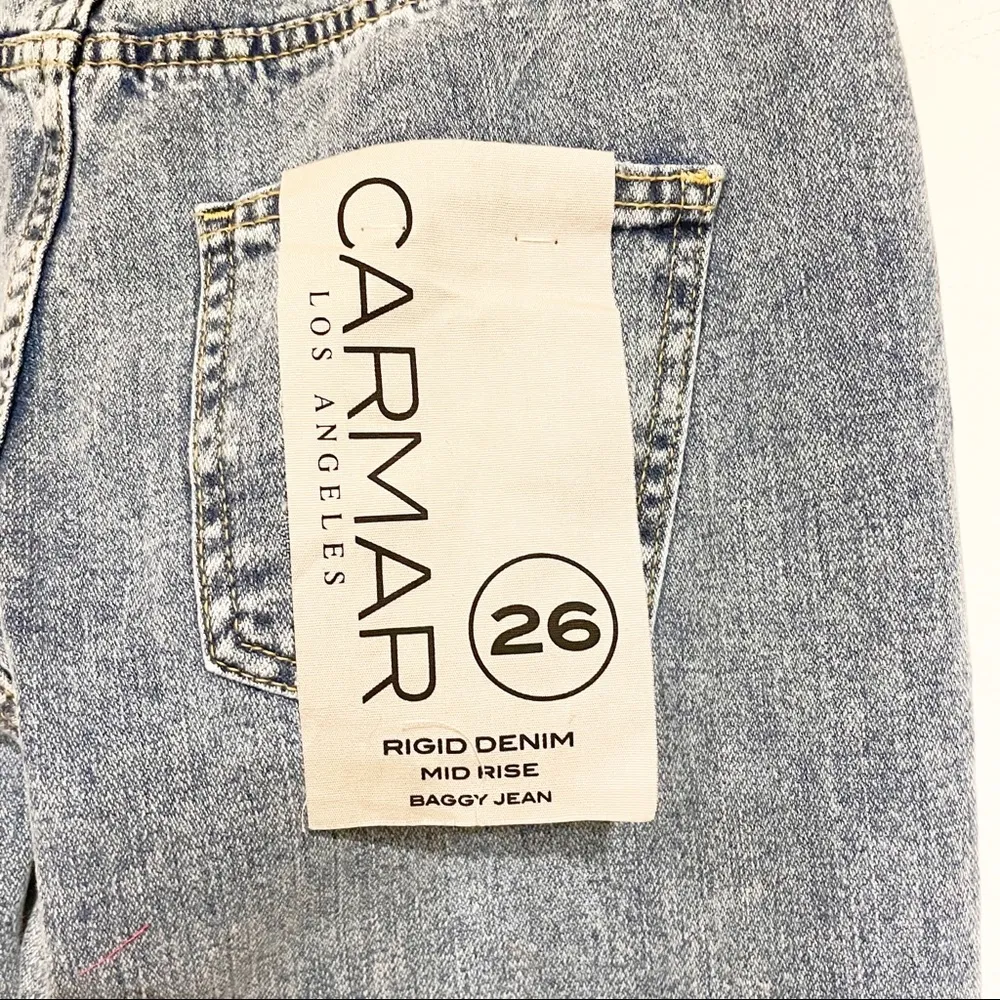 CARMAR
LOS ANGELES
26
RIGID DENIM
MID RISE
BAGGY JEAN